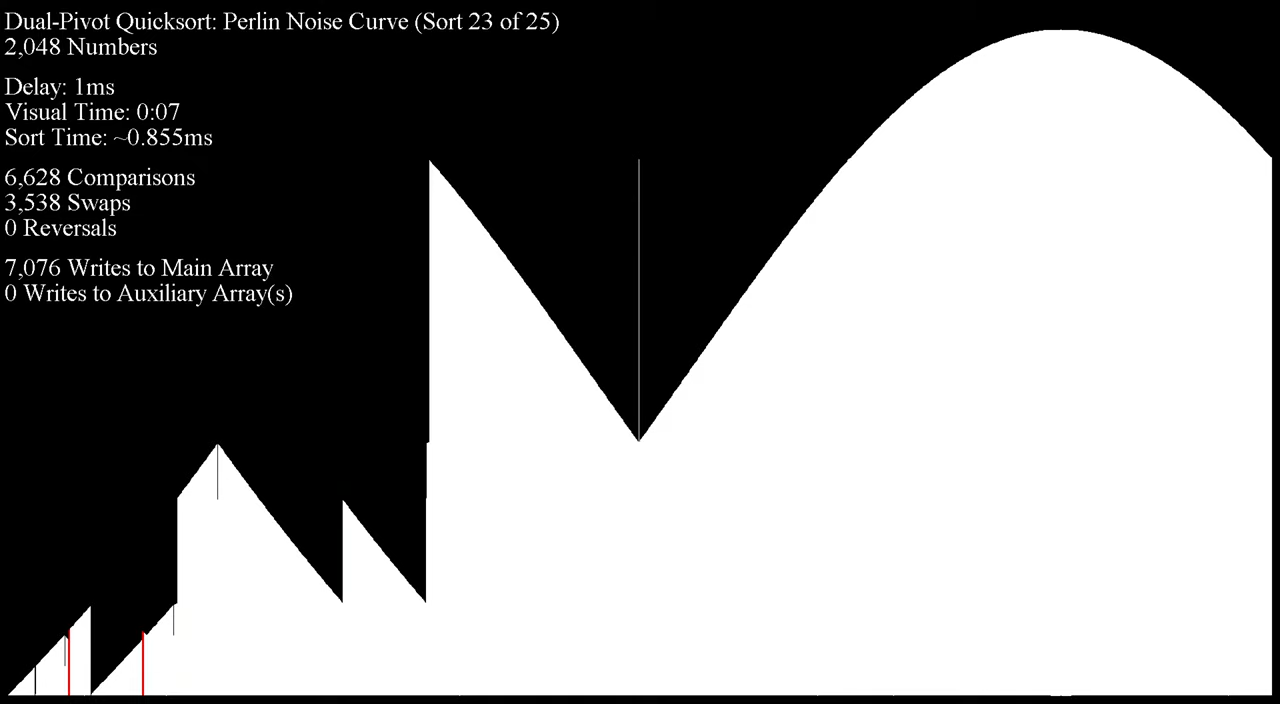 Dual-Pivot Quicksort: Perlin Noise Curve (Sort 23 of 25)
2,048 Numbers
Delay: 1ms
Visual Time: 0:07
Sort Time: ~0.855ms
6,628 Comparisons
3,538 Swaps
0 Reversals
7,076 Writes to Main Array
0 Writes to Auxiliary Array(s)